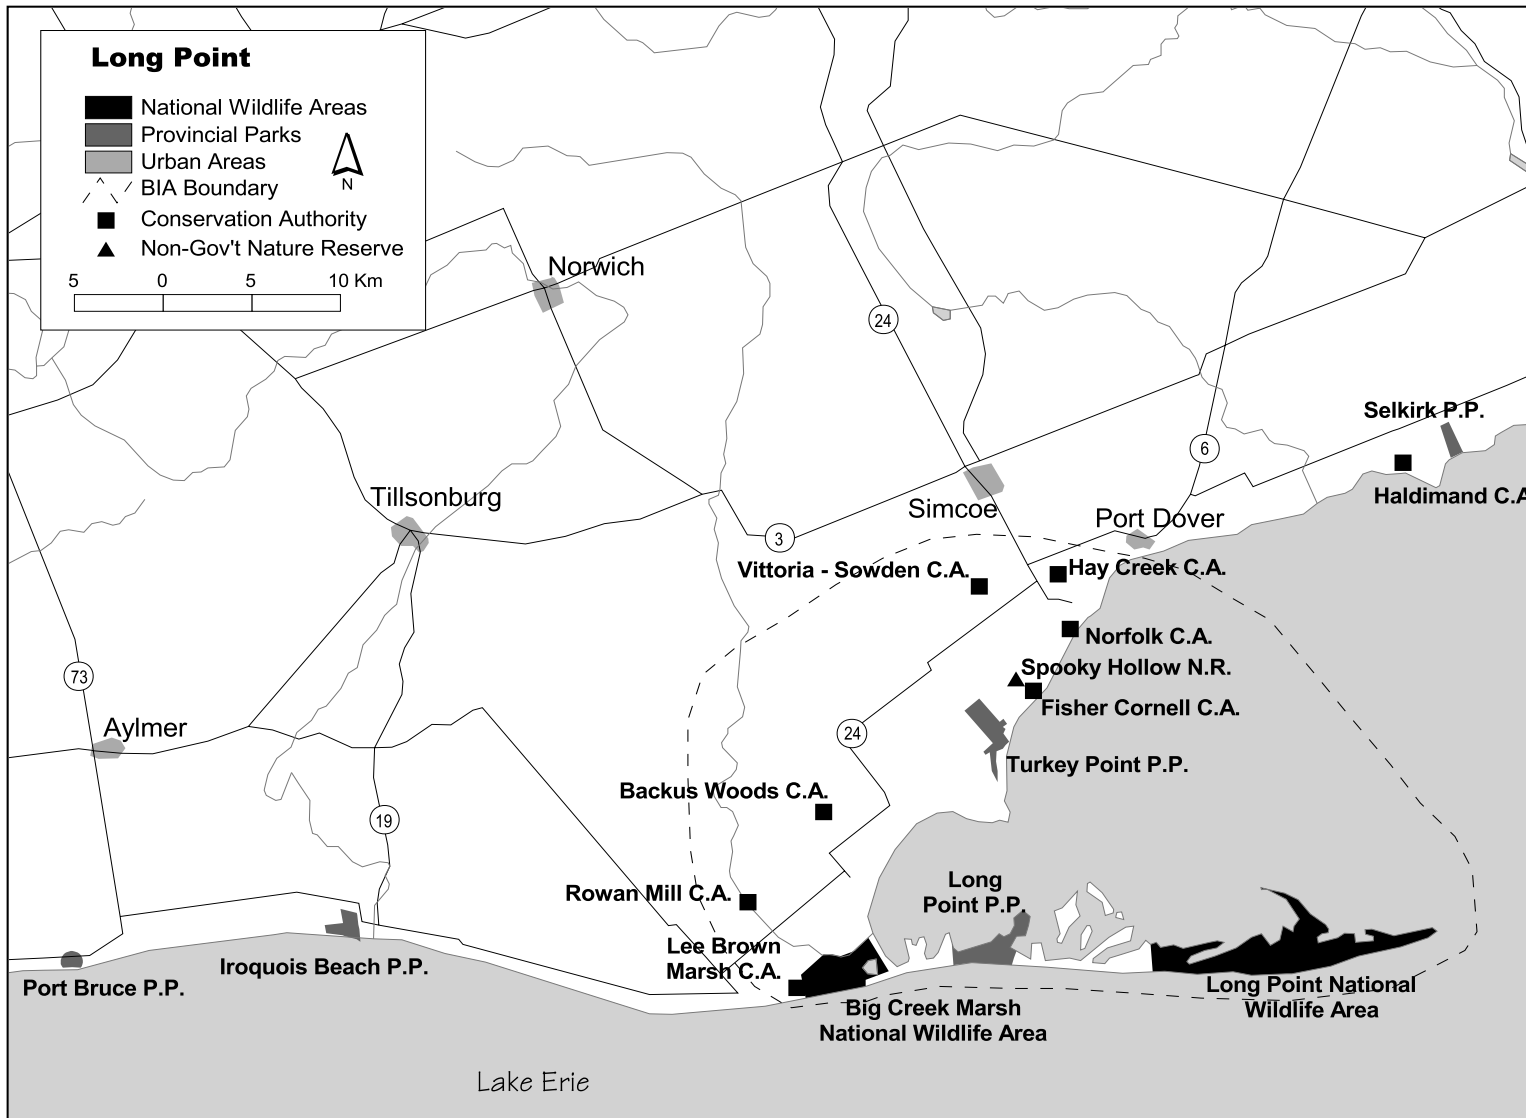 Long Point
National Wildlife Areas
Provincial Parks
Urban Areas
BIA Boundary
N
Conservation Authority
Non-Gov't Nature Reserve
5 0 5 10 Km
Norwich
24
Selkirk P.P.
6
Haldimand C.A
Tillsonburg
Simcoe
Port Dover
3
Vittoria - Sowden C.A.
Hay Creek C.A.
Norfolk C.A.
Spooky Hollow N.R.
73
Fisher Cornell C.A.
Aylmer
24
Turkey Point P.P.
Backus Woods C.A.
19
Rowan Mill C.A.
Long
Point P.P.
Lee Brown
Marsh C.A.
Iroquois Beach P.P.
Port Bruce P.P.
Long Point National
Wildlife Area
Big Creek Marsh
National Wildlife Area
Lake Erie